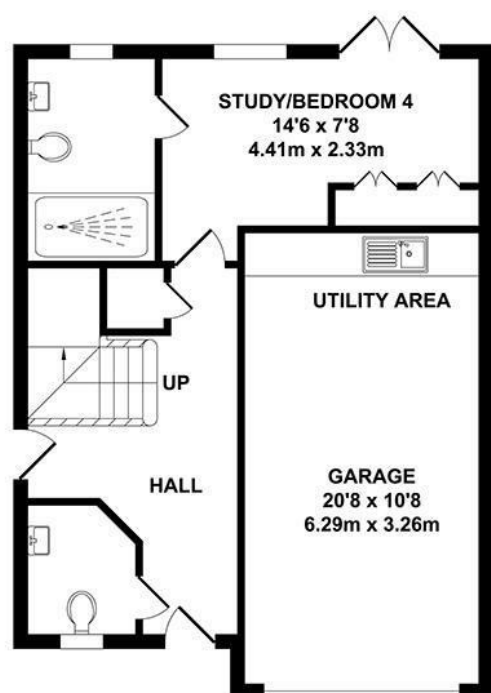 STUDY/BEDROOM 4
14'6 x 7'8
4.41m x 2.33m
UTILITY AREA
UP
HALL
GARAGE
20'8 x 10'8
6.29m x 3.26m